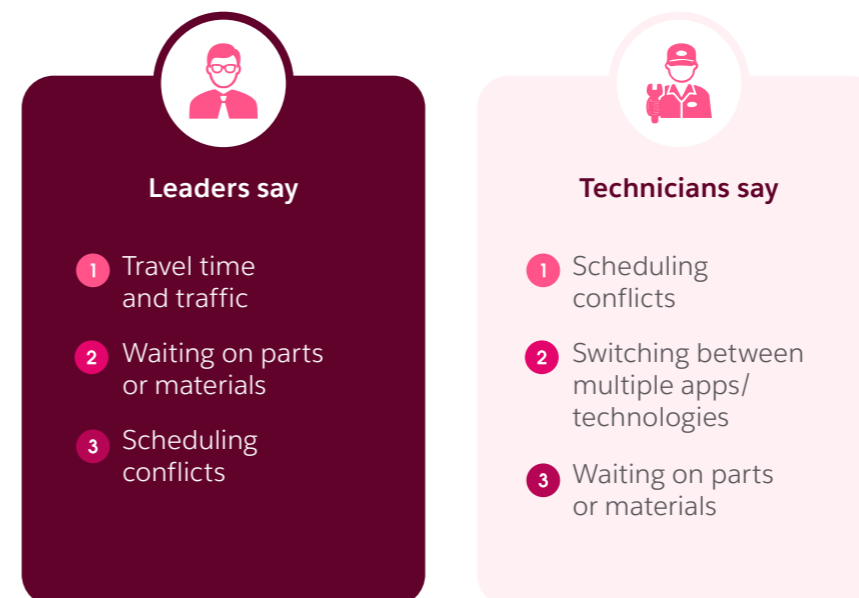 Leaders say
1 Travel time
and traffic
2 Waiting on parts
or materials
3 Scheduling
conflicts
Technicians say
1 Scheduling
conflicts
2 Switching between
multiple apps/
technologies
3 Waiting on parts
or materials